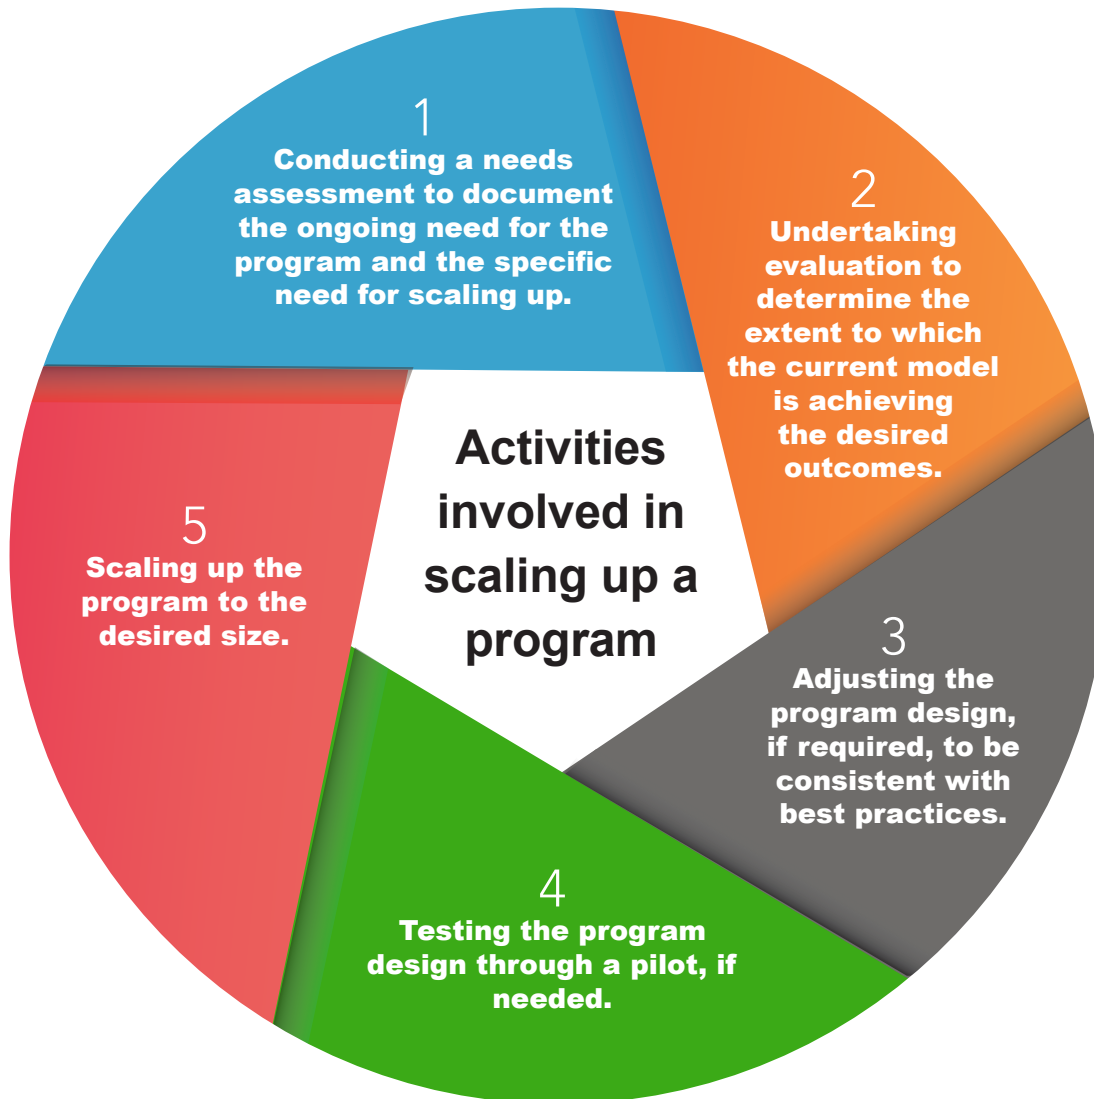 1
Conducting a needs
assessment to document
the ongoing need for the
program and the specific
need for scaling up.
2
Undertaking
evaluation to
determine the
extent to which
the current model
is achieving
the desired
outcomes.
Activities
involved in
scaling up a
program
3
Adjusting the
program design,
if required, to be
consistent with
best practices.
4
Testing the program
design through a pilot, if
needed.
5
Scaling up the
program to the
desired size.